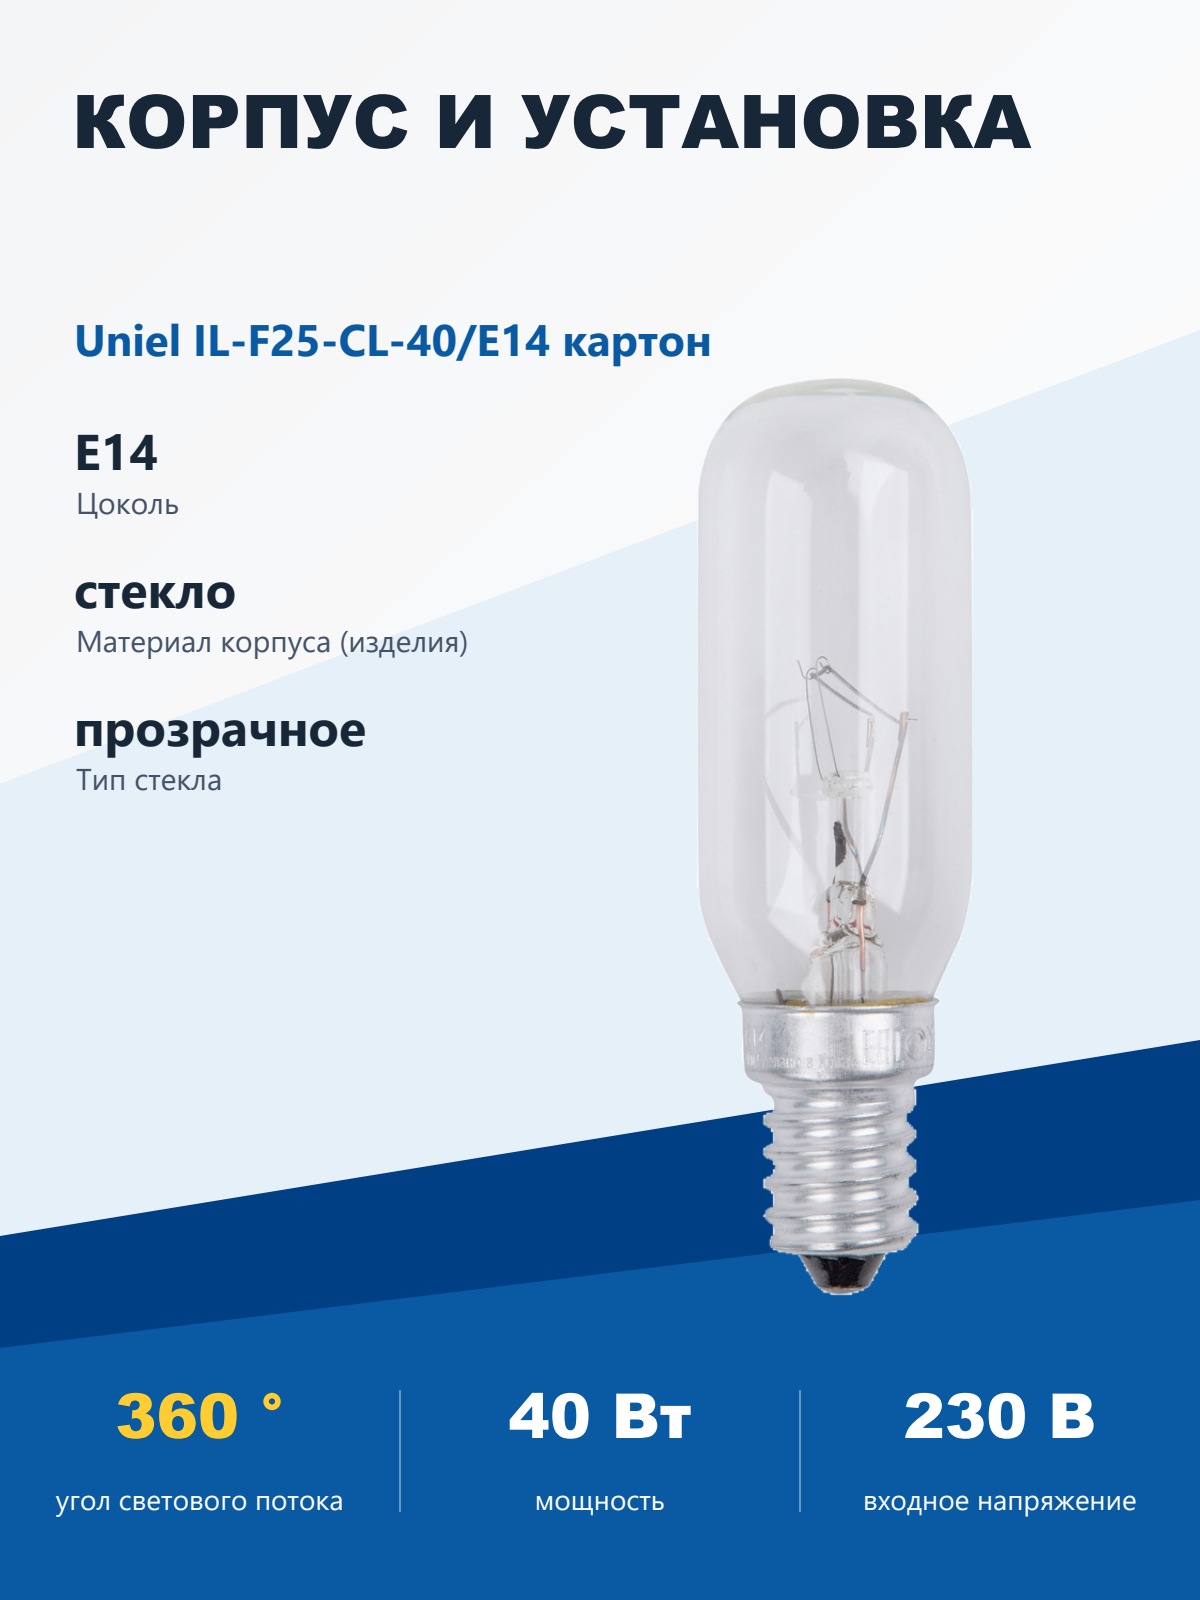 КОРПУС И УСТАНОВКА
Uniel IL-F25-CL-40/E14 картон
E14
Цоколь
стекло
Материал корпуса (изделия)
прозрачное
Тип стекла
360 °
угол светового потока
40 Вт
мощность
230 В
входное напряжение